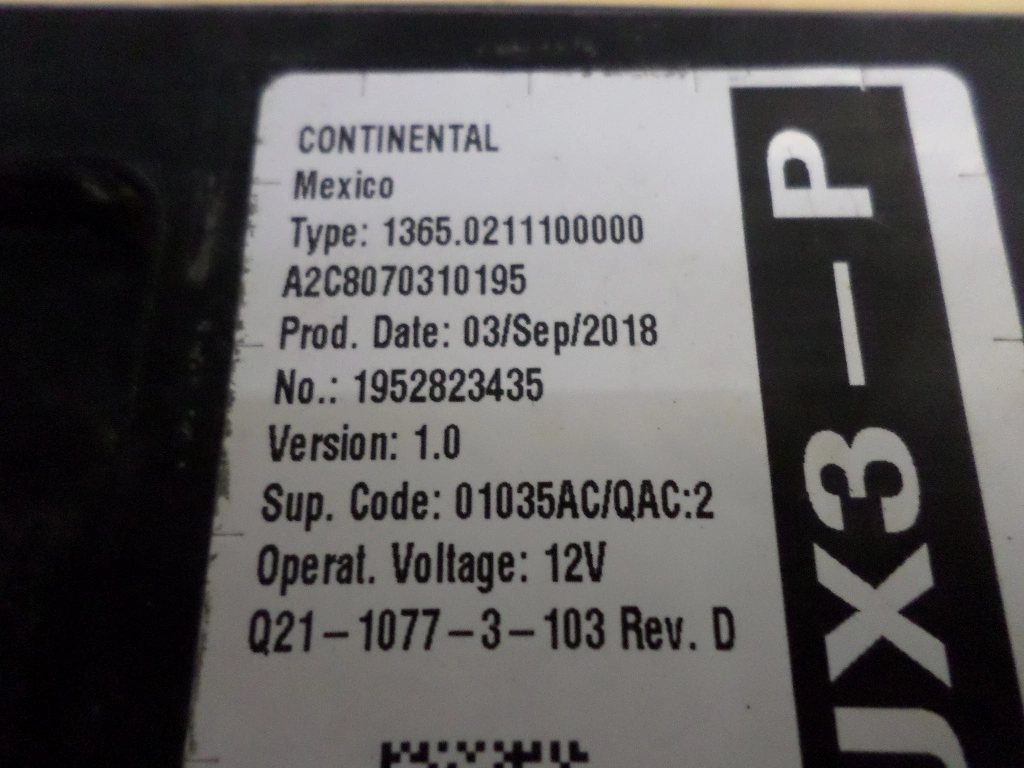 CONTINENTAL
Mexico
Type: 1365.0211100000
A2C8070310195
Prod. Date: 03/Sep/2018
No.: 1952823435
Version: 1.0
Sup. Code: 01035AC/QAC:2
Operat. Voltage: 12V
Q21-1077-3-103 Rev. D
UX3-P